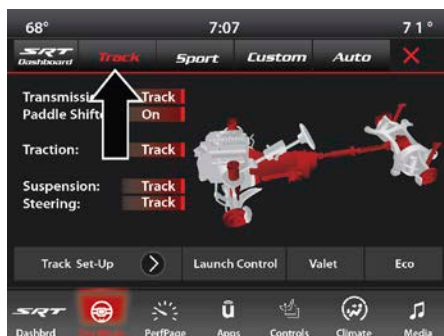 68° 7:07 71°
SRT Dashboard Track Sport Custom Auto
Track
Paddle On
Traction: Track
Suspension: Track
Steering: Track
Track Set-Up Launch Control Valet Eco
SRT
Dashbrd PerfPage Apps Controls Climate Media